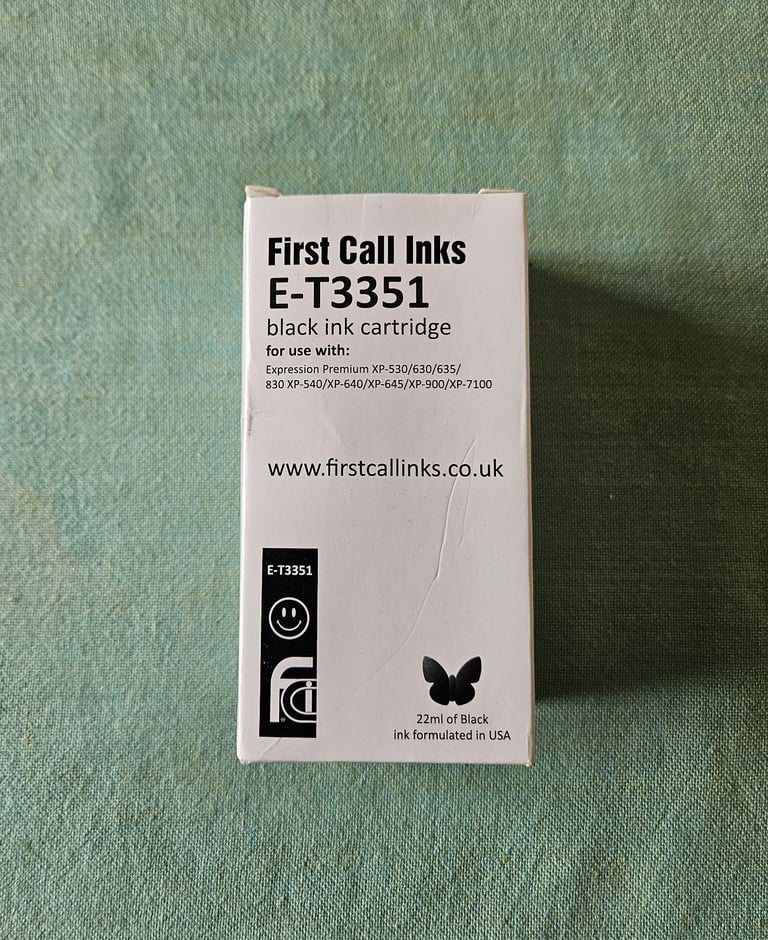 First Call Inks
E-T3351
black ink cartridge
for use with:
Expression Premium XP-530/630/635/
830 XP-540/XP-640/XP-645/XP-900/XP-7100
www.firstcallinks.co.uk
E-T3351
fci
®
22ml of Black
ink formulated in USA